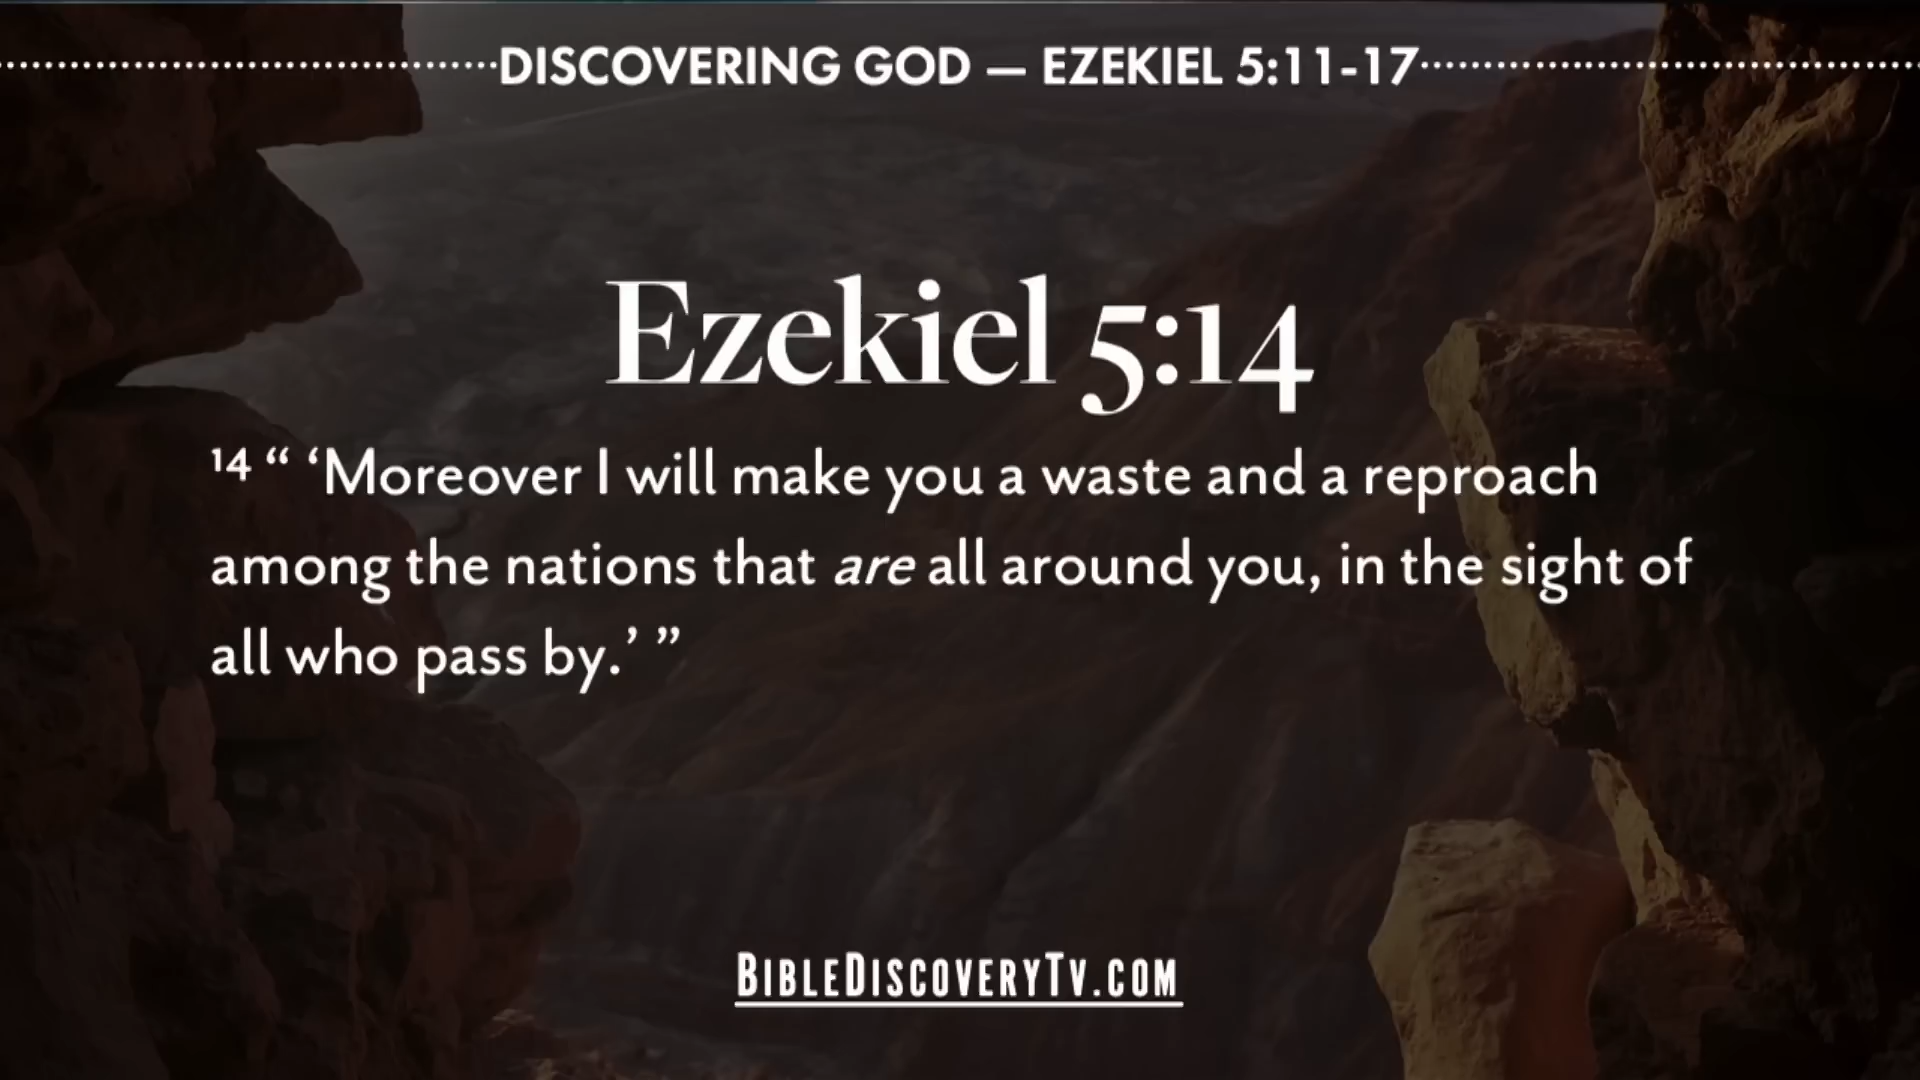 DISCOVERING GOD — EZEKIEL 5:11-17
Ezekiel 5:14
¹⁴ “ ‘Moreover I will make you a waste and a reproach
among the nations that are all around you, in the sight of
all who pass by.’ ”
BIBLEDISCOVERYTV.COM